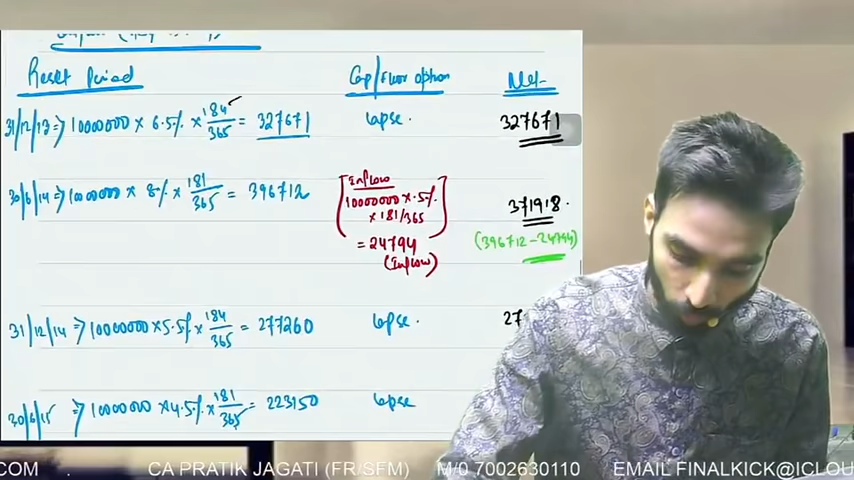 Reset Period Cap/Floor option Net
31/12/13 => 10000000 × 6.5% × 184/365 = 327671 lapse. 327671
30/6/14 => 10000000 × 8% × 181/365 = 396712 [Inflow 371918.
10000000 × .5%
× 181/365]
= 24794 (396712 - 24794)
(Inflow)
31/12/14 => 10000000 × 5.5% × 184/365 = 277260 lapse. 27
30/6/15 => 10000000 × 4.5% × 181/365 = 223150 lapse
.COM . CA PRATIK JAGATI (FR/SFM) M/0 7002630110 EMAIL FINALKICK@ICLOU